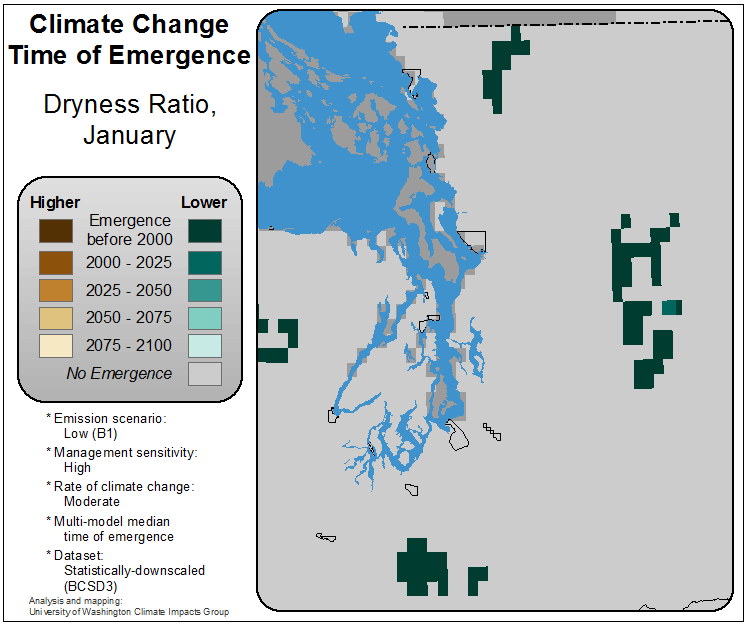 Climate Change
Time of Emergence
Dryness Ratio,
January
Higher Lower
Emergence
before 2000
2000 - 2025
2025 - 2050
2050 - 2075
2075 - 2100
No Emergence
* Emission scenario:
Low (B1)
* Management sensitivity:
High
* Rate of climate change:
Moderate
* Multi-model median
time of emergence
* Dataset:
Statistically-downscaled
(BCSD3)
Analysis and mapping:
University of Washington Climate Impacts Group